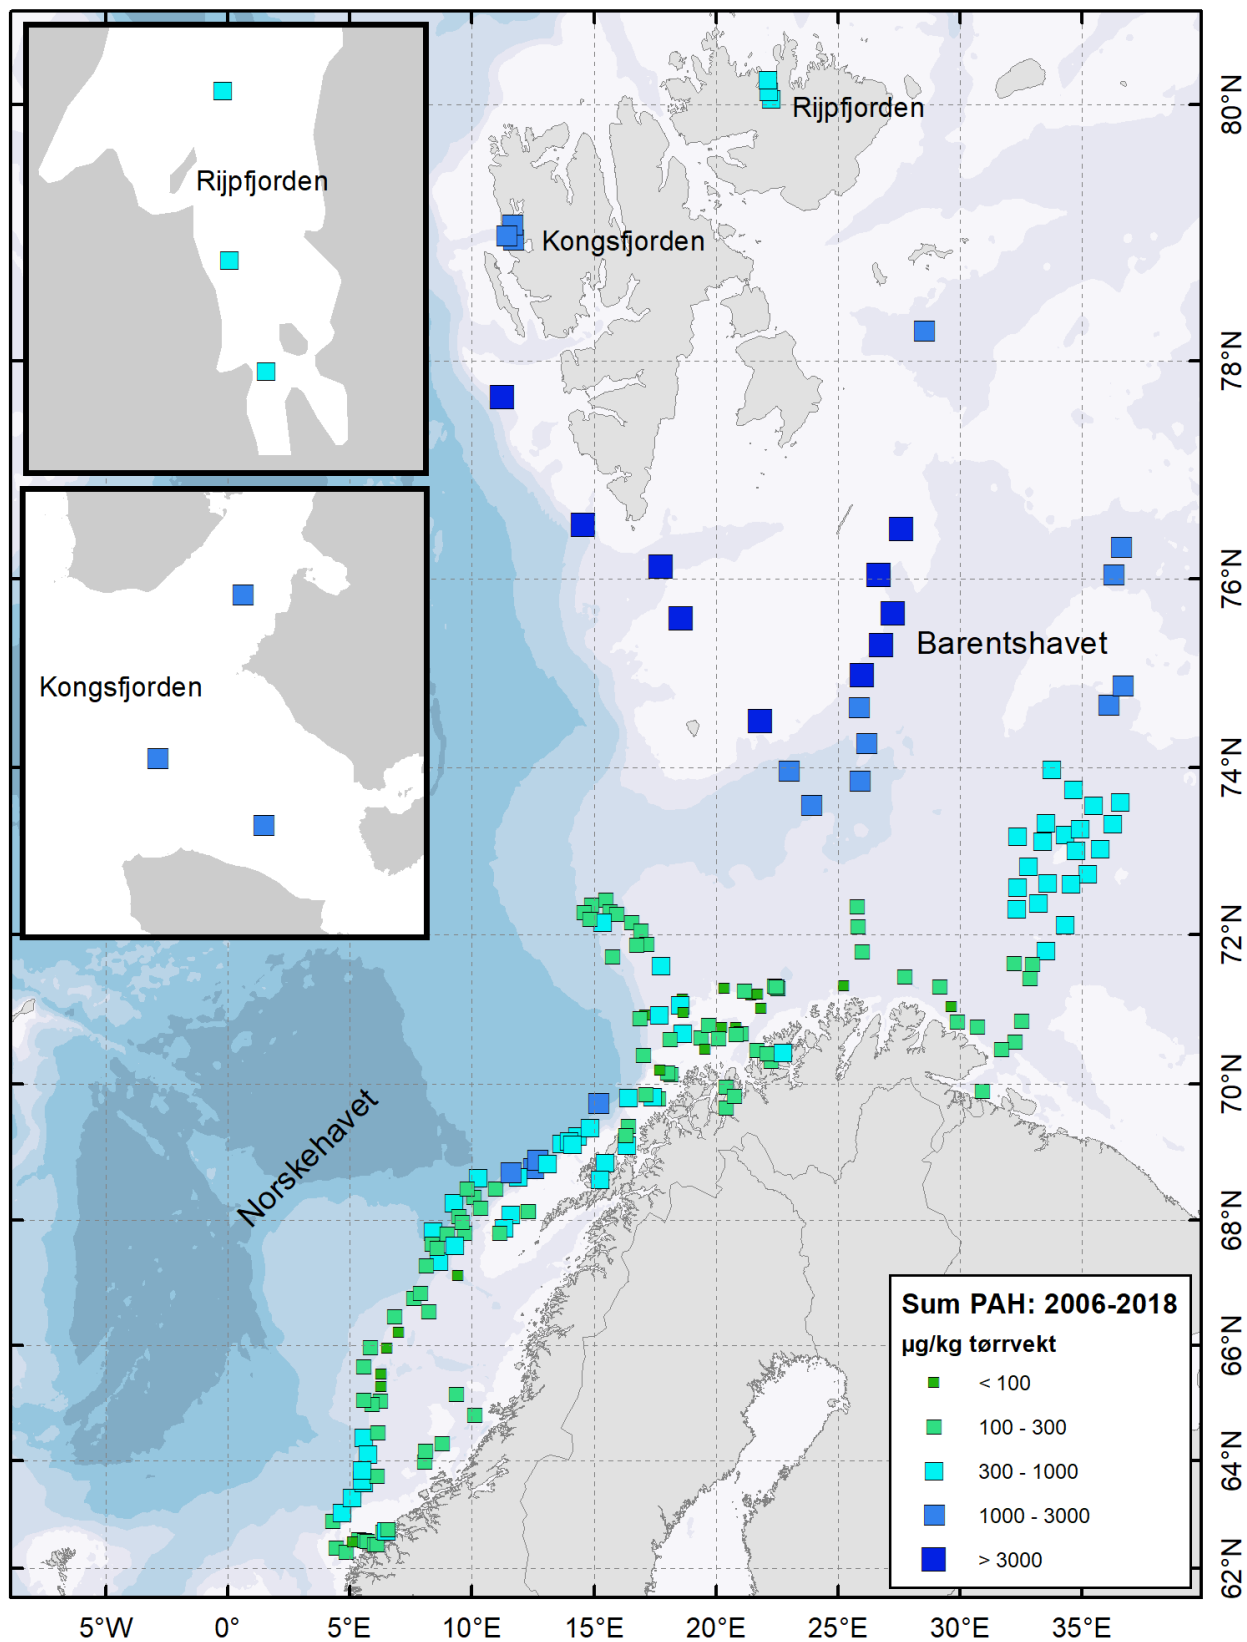 Rijpfjorden
Kongsfjorden
Rijpfjorden
Kongsfjorden
Barentshavet
Norskehavet
Sum PAH: 2006-2018
µg/kg tørrvekt
< 100
100 - 300
300 - 1000
1000 - 3000
> 3000
80°N
78°N
76°N
74°N
72°N
70°N
68°N
66°N
64°N
62°N
5°W
0°
5°E
10°E
15°E
20°E
25°E
30°E
35°E